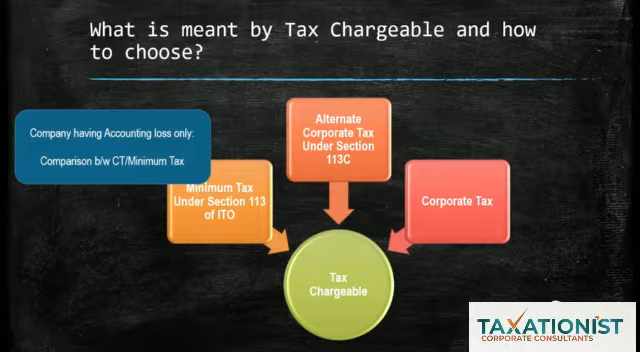 What is meant by Tax Chargeable and how
to choose?
Company having Accounting loss only:
Comparison b/w CT/Minimum Tax
Alternate
Corporate Tax
Under Section
113C
Minimum Tax
Under Section 113
of ITO
Corporate Tax
Tax
Chargeable
TAXATIONIST
CORPORATE CONSULTANTS